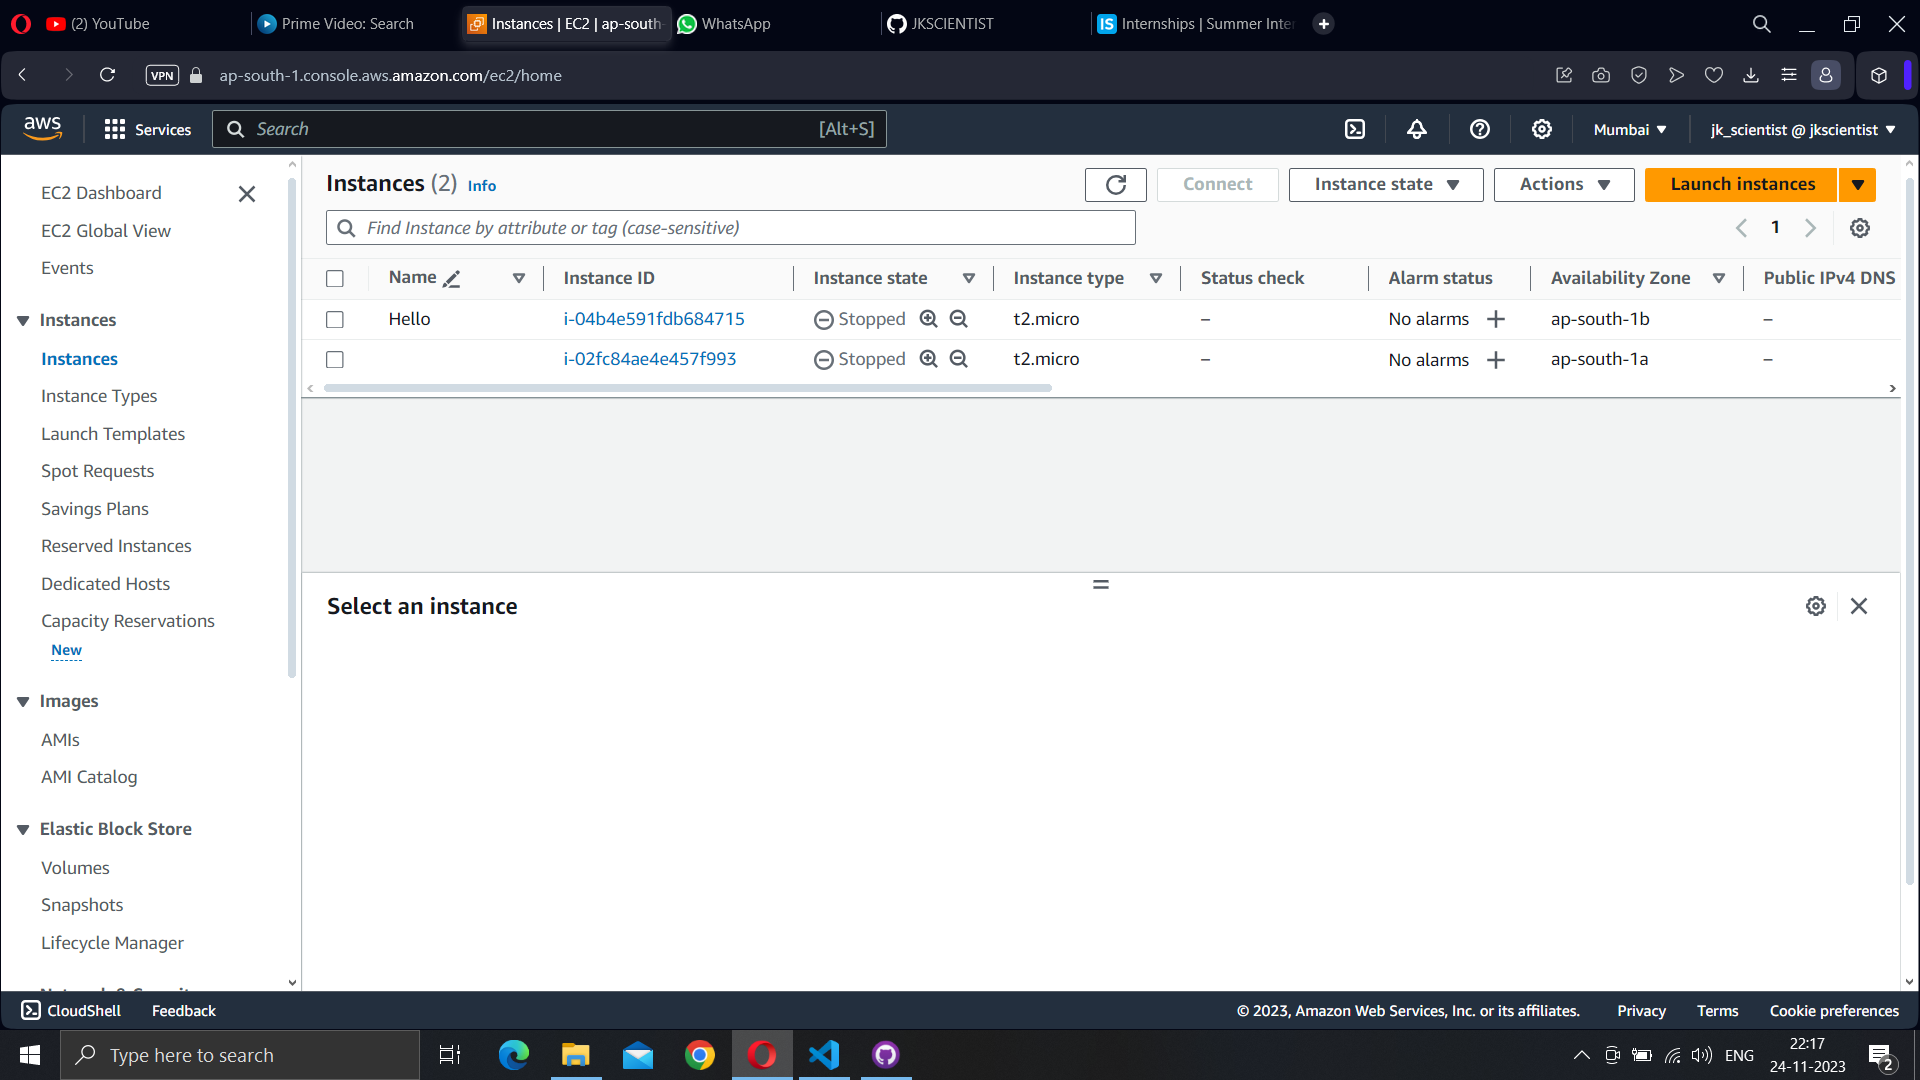 (2) YouTube
Prime Video: Search
Instances | EC2 | ap-south-
WhatsApp
JKSCIENTIST
IS Internships | Summer Inter
VPN
ap-south-1.console.aws.amazon.com/ec2/home
aws
Services
Search
[Alt+S]
Mumbai
jk_scientist @ jkscientist
EC2 Dashboard
EC2 Global View
Events
Instances
Instances
Instance Types
Launch Templates
Spot Requests
Savings Plans
Reserved Instances
Dedicated Hosts
Capacity Reservations
New
Images
AMIs
AMI Catalog
Elastic Block Store
Volumes
Snapshots
Lifecycle Manager
Instances (2) Info
Connect
Instance state
Actions
Launch instances
Find Instance by attribute or tag (case-sensitive)
1
Name Instance ID Instance state Instance type Status check Alarm status Availability Zone Public IPv4 DNS
Hello i-04b4e591fdb684715 Stopped t2.micro – No alarms + ap-south-1b –
i-02fc84ae4e457f993 Stopped t2.micro – No alarms + ap-south-1a –
Select an instance
CloudShell Feedback
© 2023, Amazon Web Services, Inc. or its affiliates. Privacy Terms Cookie preferences
Type here to search
ENG
22:17
24-11-2023
2